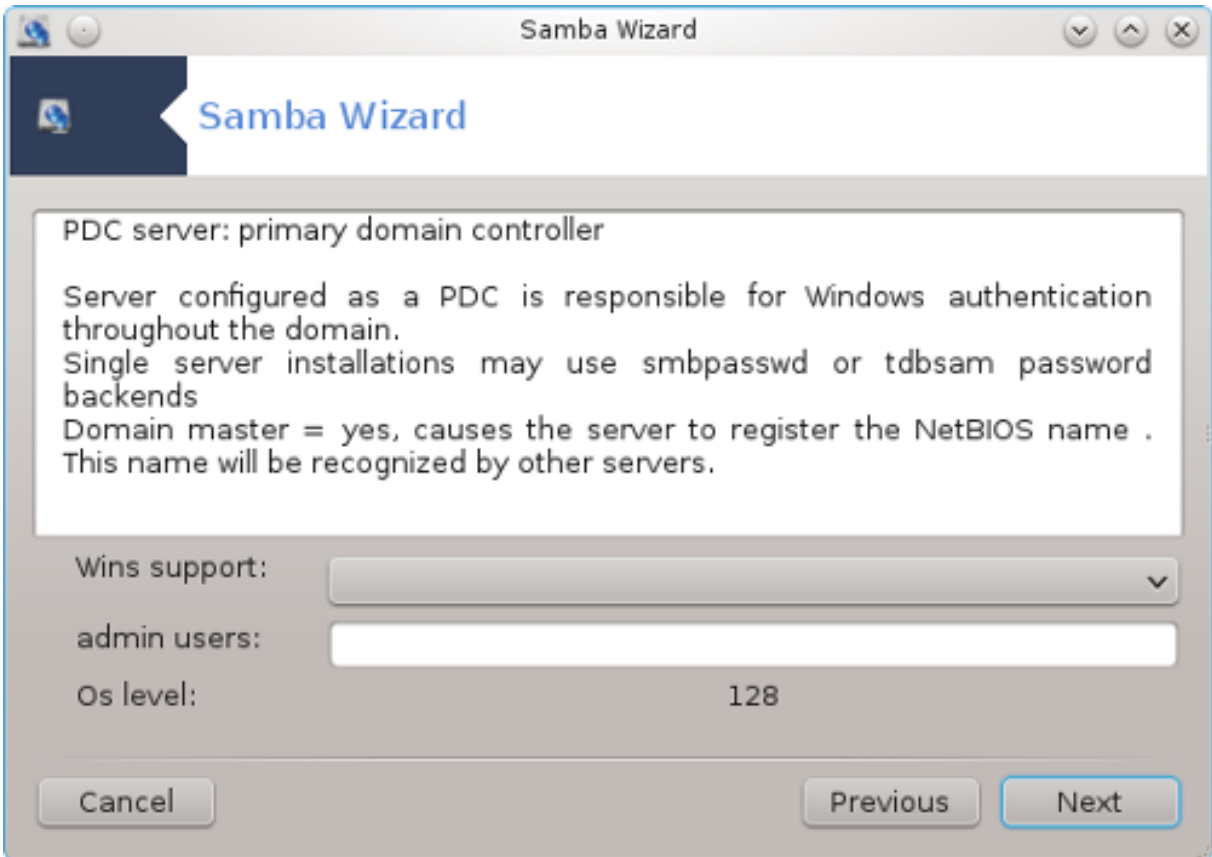 Samba Wizard
Samba Wizard
PDC server: primary domain controller
Server configured as a PDC is responsible for Windows authentication
throughout the domain.
Single server installations may use smbpasswd or tdbsam password
backends
Domain master = yes, causes the server to register the NetBIOS name .
This name will be recognized by other servers.
Wins support:
admin users:
Os level:
128
Cancel
Previous
Next